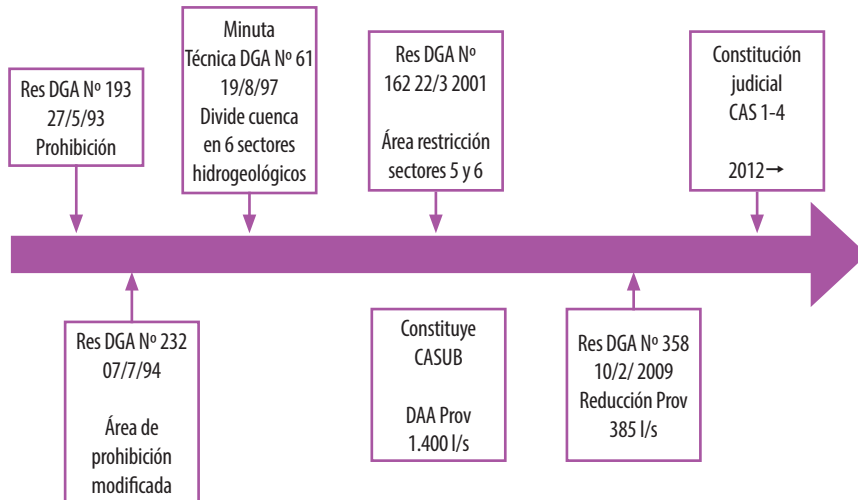 Res DGA Nº 193
27/5/93
Prohibición
Minuta
Técnica DGA Nº 61
19/8/97
Divide cuenca
en 6 sectores
hidrogeológicos
Res DGA Nº
162 22/3 2001
Área restricción
sectores 5 y 6
Constitución
judicial
CAS 1-4
2012→
Res DGA Nº 232
07/7/94
Área de
prohibición
modificada
Constituye
CASUB
DAA Prov
1.400 l/s
Res DGA Nº 358
10/2/ 2009
Reducción Prov
385 l/s